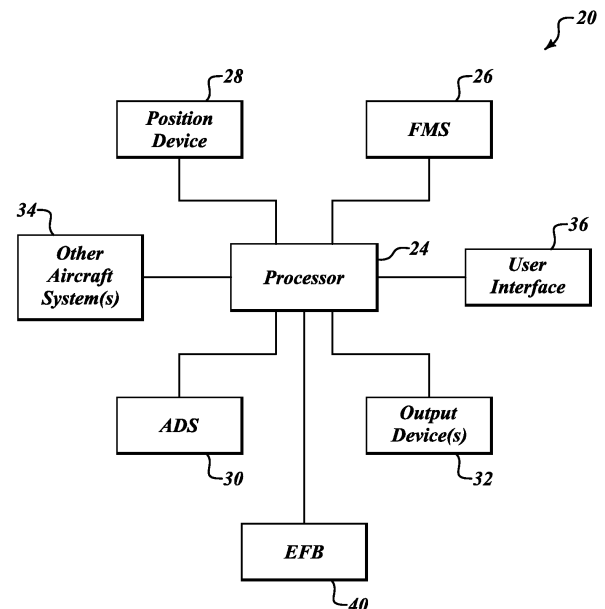 20
28
26
Position
Device
FMS
34
24
36
Other
Aircraft
System(s)
Processor
User
Interface
ADS
Output
Device(s)
30
32
EFB
40